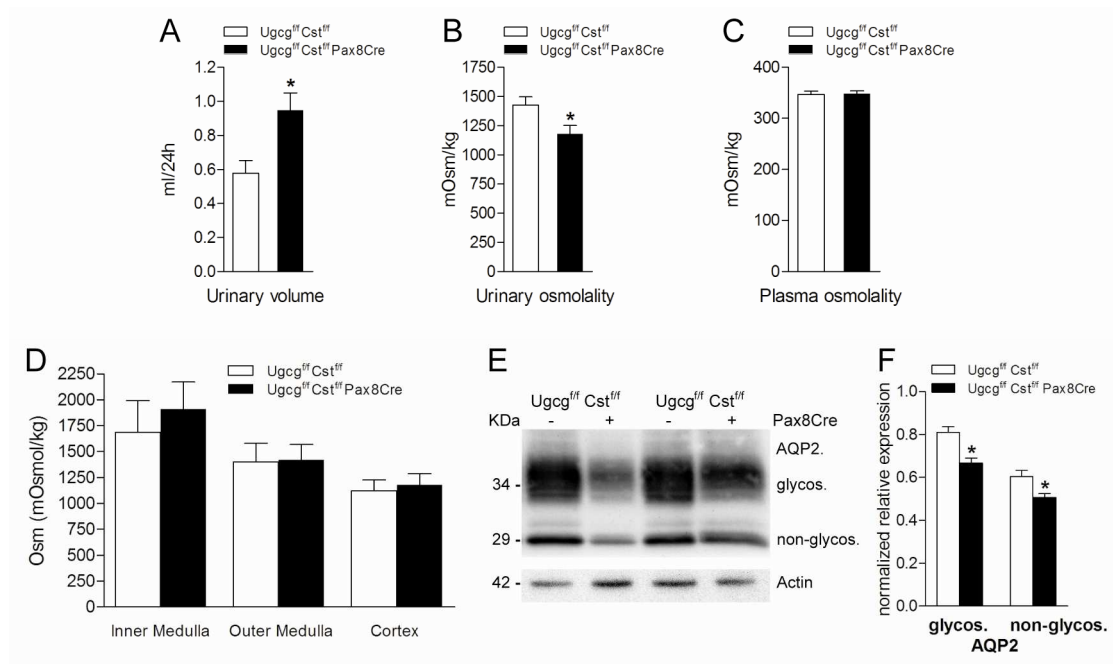 A
Ugcg^f/f Cst^f/f
Ugcg^f/f Cst^f/f Pax8Cre
1.2
1.0
0.8
0.6
0.4
0.2
0.0
ml/24h
*
Urinary volume
B
Ugcg^f/f Cst^f/f
Ugcg^f/f Cst^f/f Pax8Cre
1750
1500
1250
1000
750
500
250
0
mOsm/kg
*
Urinary osmolality
C
Ugcg^f/f Cst^f/f
Ugcg^f/f Cst^f/f Pax8Cre
400
300
200
100
0
mOsm/kg
Plasma osmolality
D
Ugcg^f/f Cst^f/f
Ugcg^f/f Cst^f/f Pax8Cre
2250
2000
1750
1500
1250
1000
750
500
250
0
Osm (mOsmol/kg)
Inner Medulla
Outer Medulla
Cortex
E
Ugcg^f/f Cst^f/f Ugcg^f/f Cst^f/f
KDa - + - + Pax8Cre
AQP2.
34 - glycos.
29 - non-glycos.
42 - Actin
F
Ugcg^f/f Cst^f/f
Ugcg^f/f Cst^f/f Pax8Cre
1.0
0.8
0.6
0.4
0.2
0.0
normalized relative expression
*
*
glycos. non-glycos.
AQP2